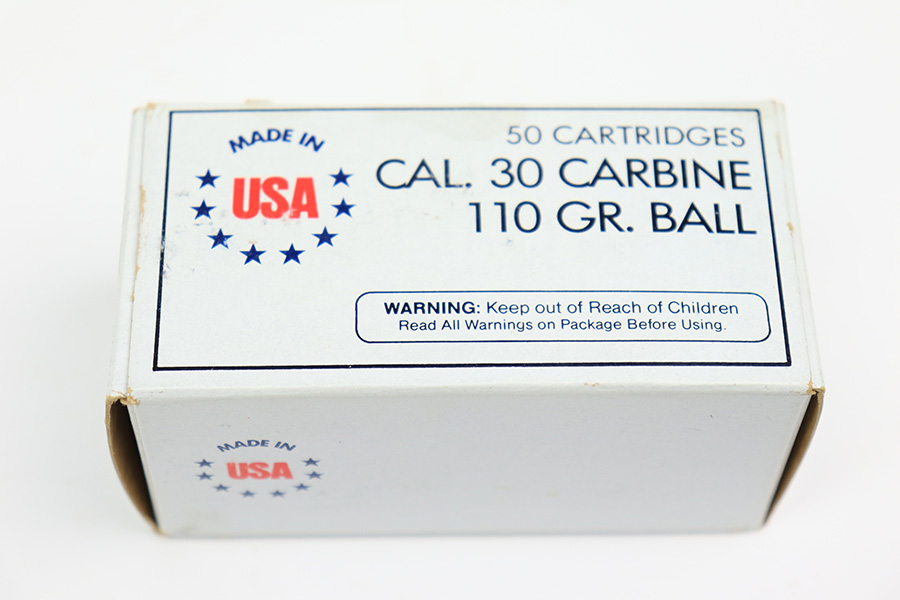 MADE IN
USA
50 CARTRIDGES
CAL. 30 CARBINE
110 GR. BALL
WARNING: Keep out of Reach of Children
Read All Warnings on Package Before Using.
MADE IN
USA